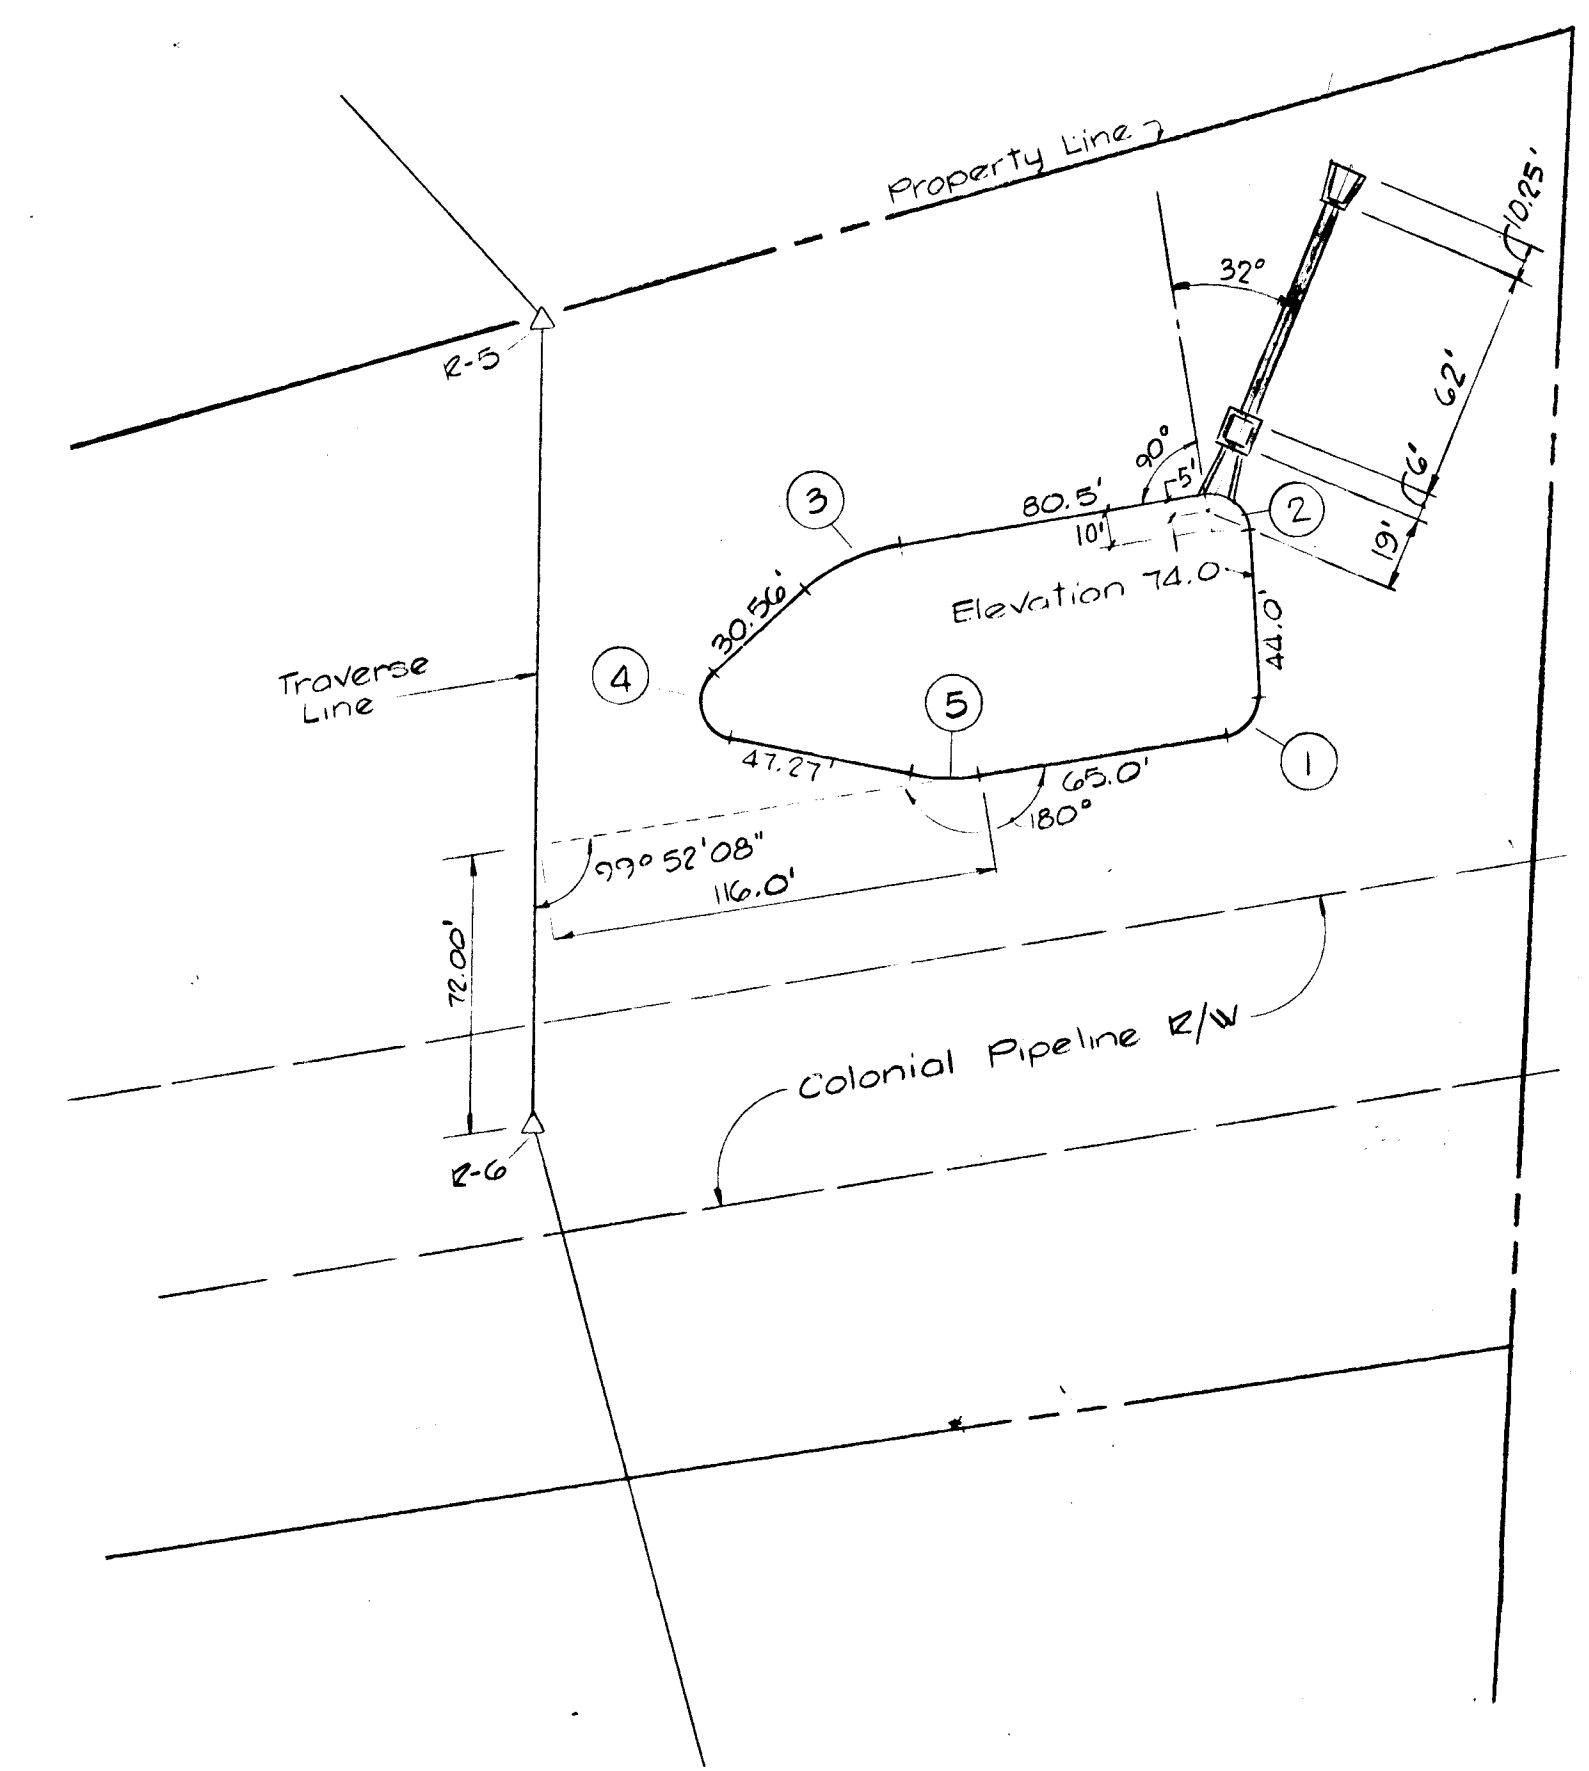 Property Line
10.25'
R-5
32°
62'
6'
19'
90°
5'
80.5'
10'
3
2
Elevation 74.0
30.56'
44.0'
Traverse
Line
4
5
1
47.27'
65.0'
180°
99° 52' 08"
116.0'
72.00'
Colonial Pipeline R/W
R-6